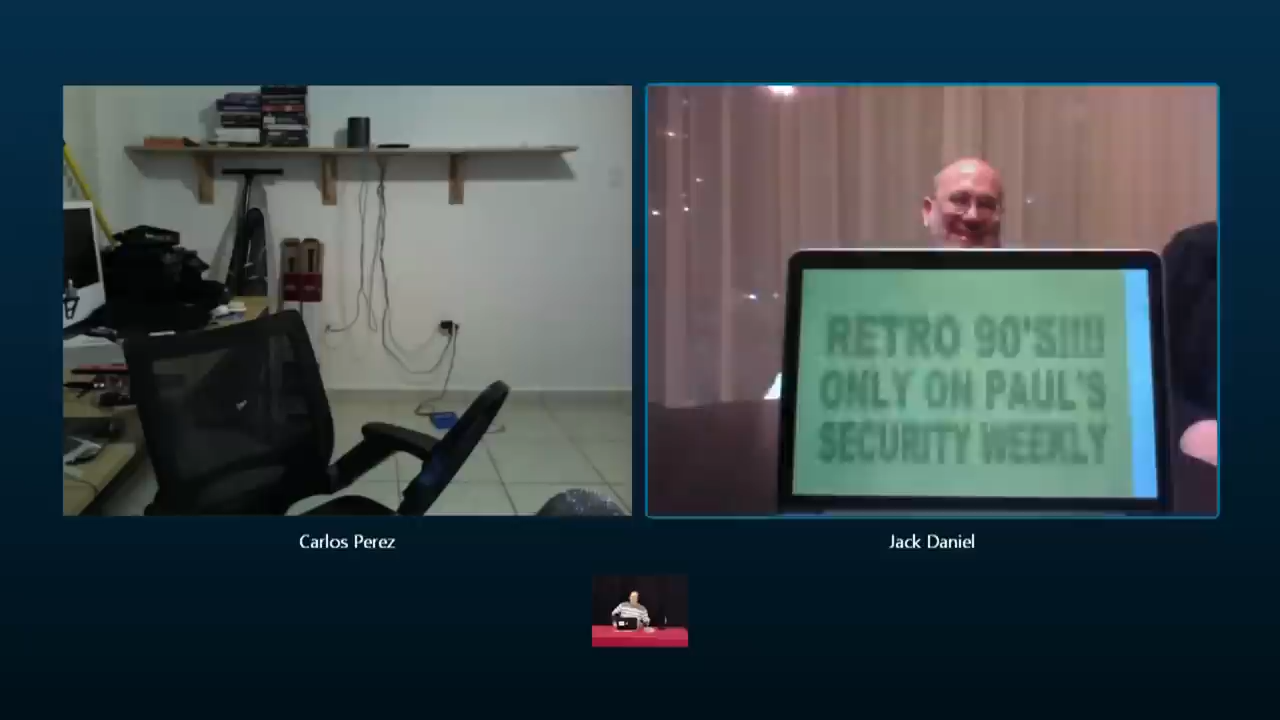 RETRO 90'S!!!!
ONLY ON PAUL'S
SECURITY WEEKLY
Carlos Perez
Jack Daniel